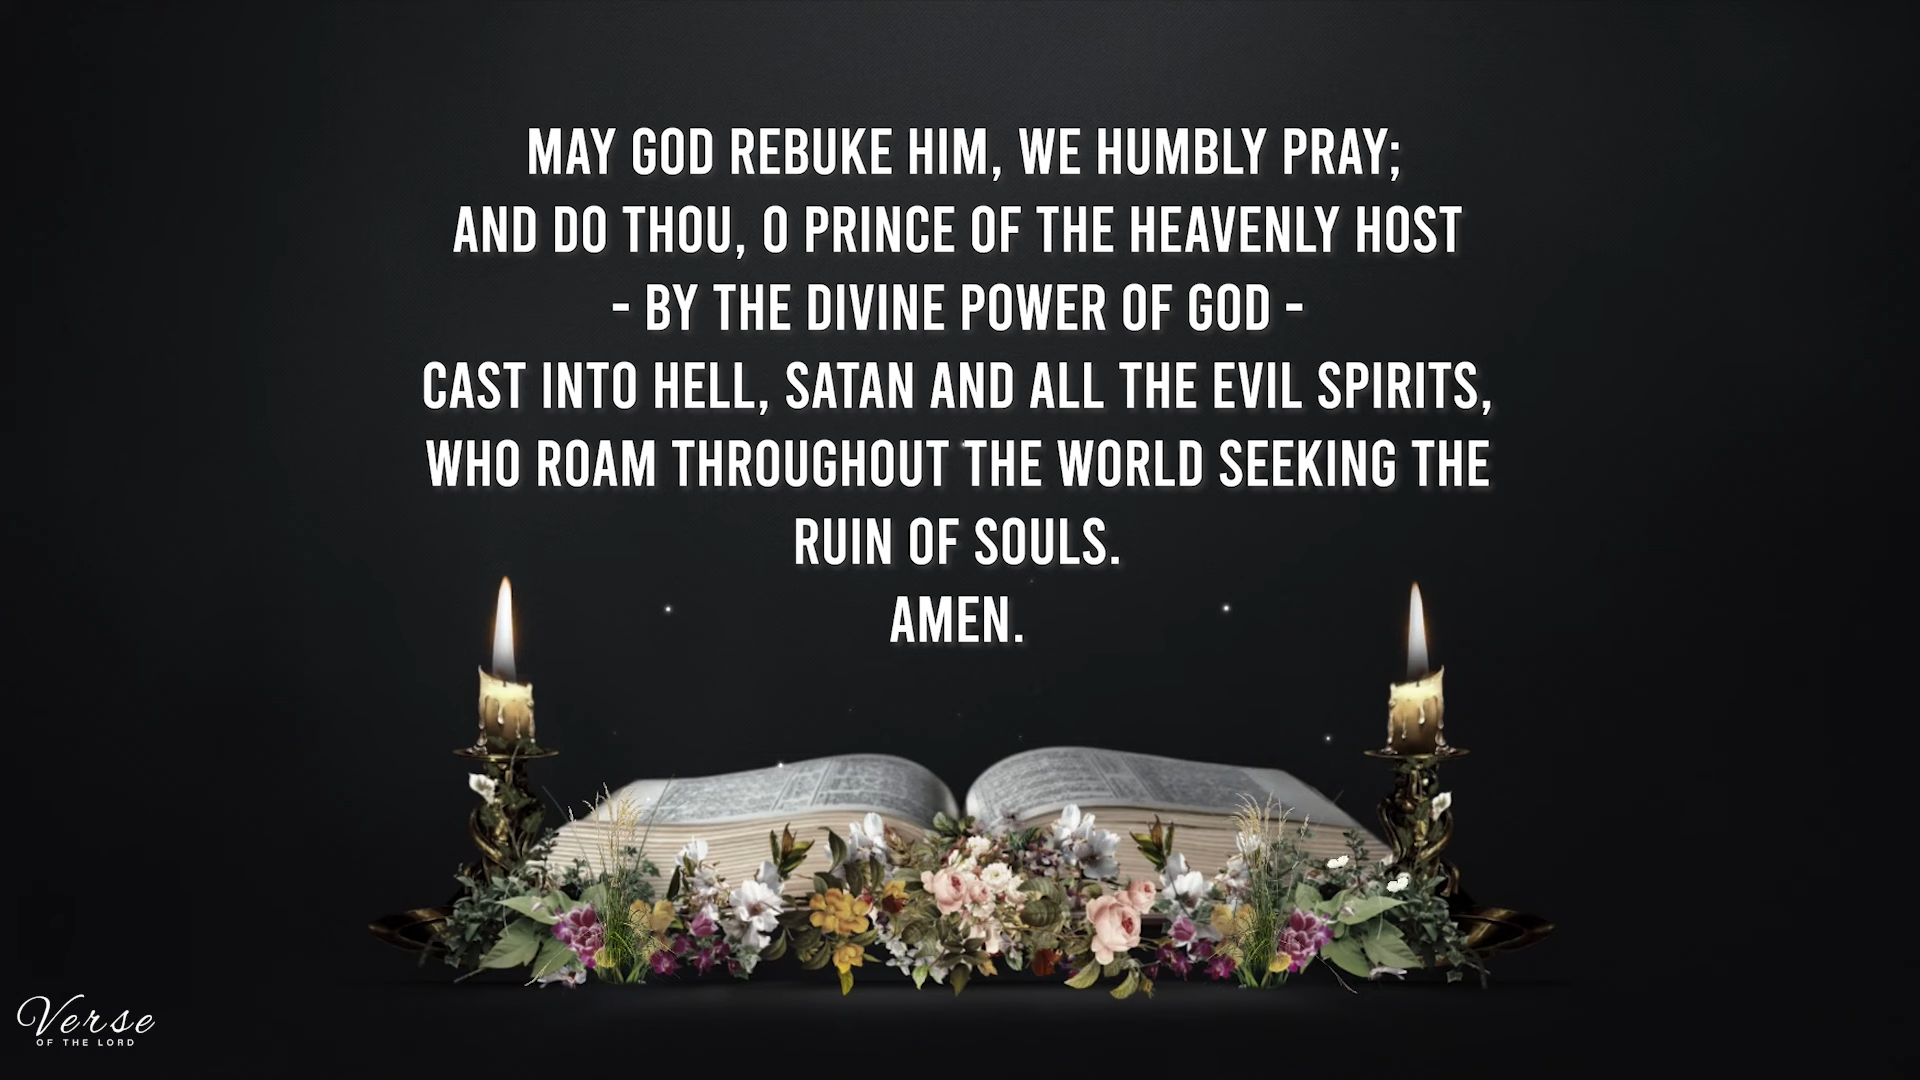 MAY GOD REBUKE HIM, WE HUMBLY PRAY;
AND DO THOU, O PRINCE OF THE HEAVENLY HOST
- BY THE DIVINE POWER OF GOD -
CAST INTO HELL, SATAN AND ALL THE EVIL SPIRITS,
WHO ROAM THROUGHOUT THE WORLD SEEKING THE
RUIN OF SOULS.
AMEN.
Verse
OF THE LORD